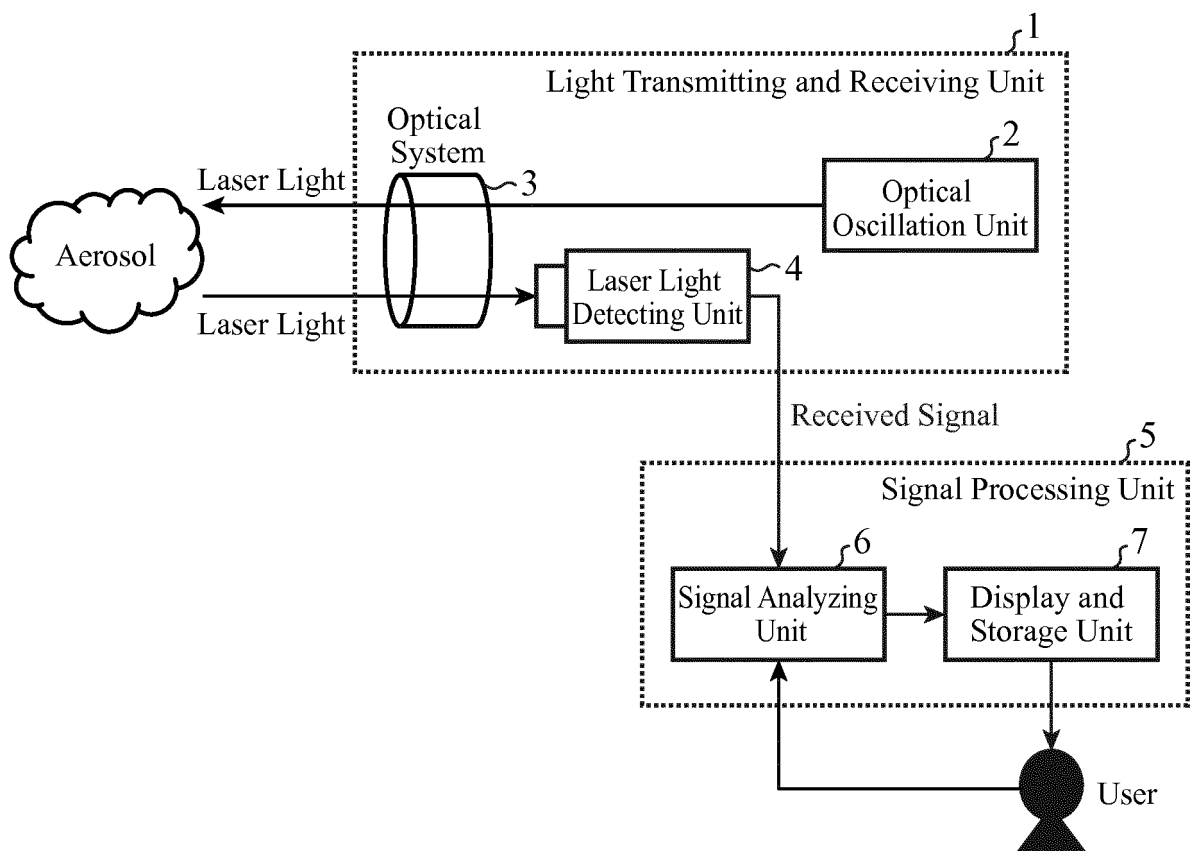 1
Light Transmitting and Receiving Unit
Optical
System
3
2
Optical
Oscillation Unit
Laser Light
Aerosol
Laser Light
4
Laser Light
Detecting Unit
Received Signal
5
Signal Processing Unit
6
Signal Analyzing
Unit
7
Display and
Storage Unit
User